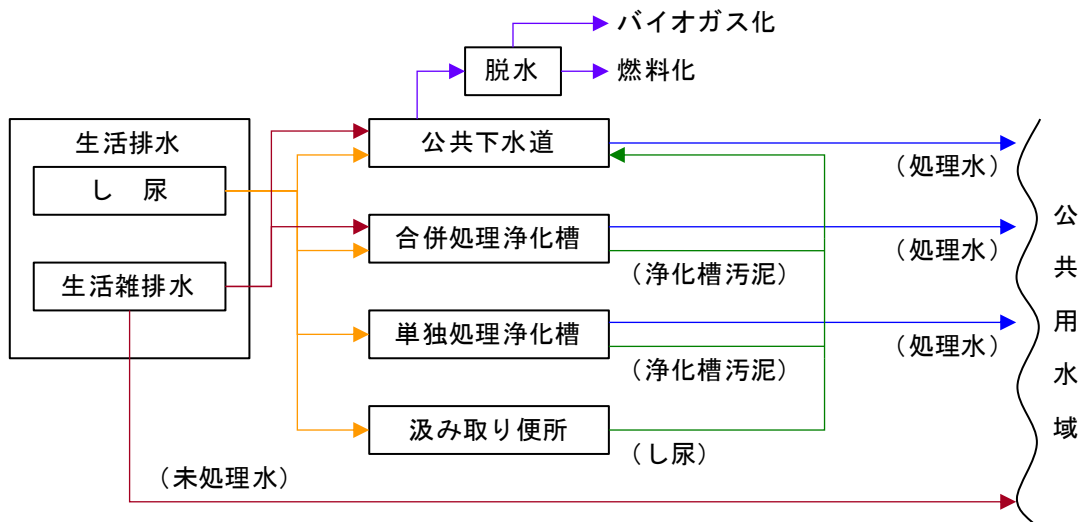 バイオガス化
脱水
燃料化
生活排水
公共下水道
(処理水)
し 尿
合併処理浄化槽
(処理水)
生活雑排水
(浄化槽汚泥)
単独処理浄化槽
(処理水)
(浄化槽汚泥)
汲み取り便所
(し尿)
(未処理水)
公共用水域